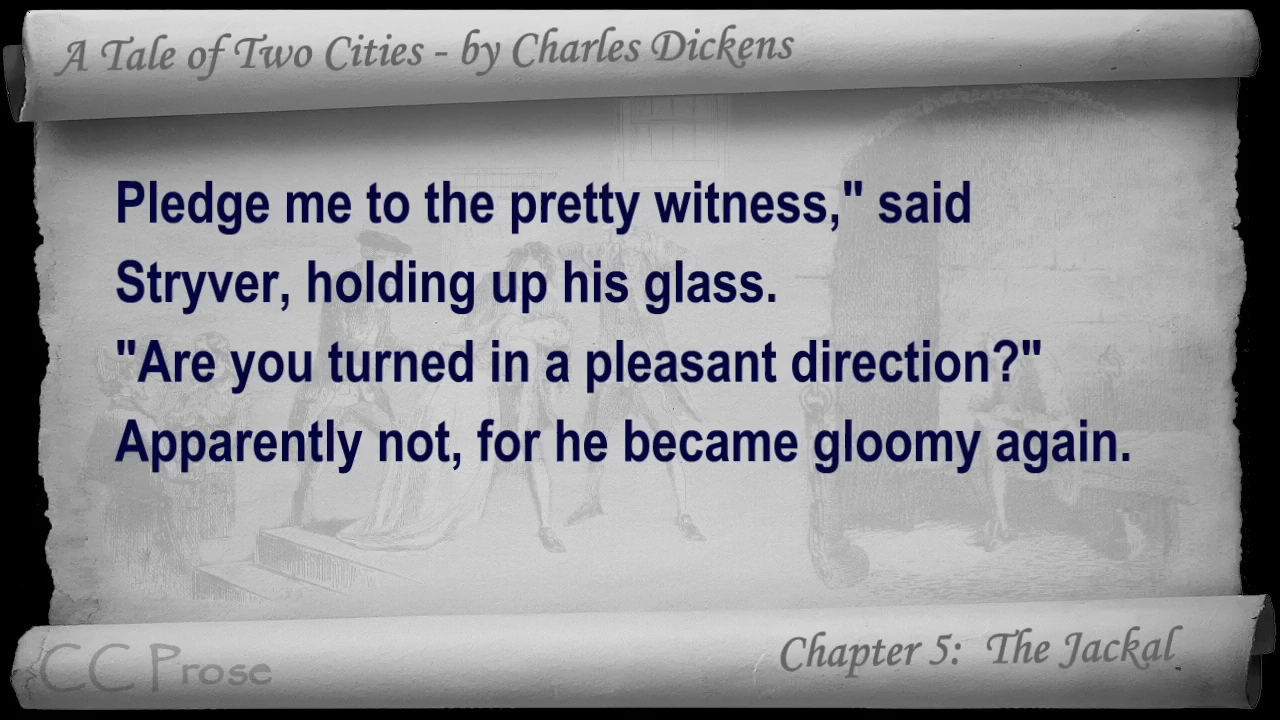 A Tale of Two Cities - by Charles Dickens
Pledge me to the pretty witness," said
Stryver, holding up his glass.
"Are you turned in a pleasant direction?"
Apparently not, for he became gloomy again.
CC Prose
Chapter 5: The Jackal